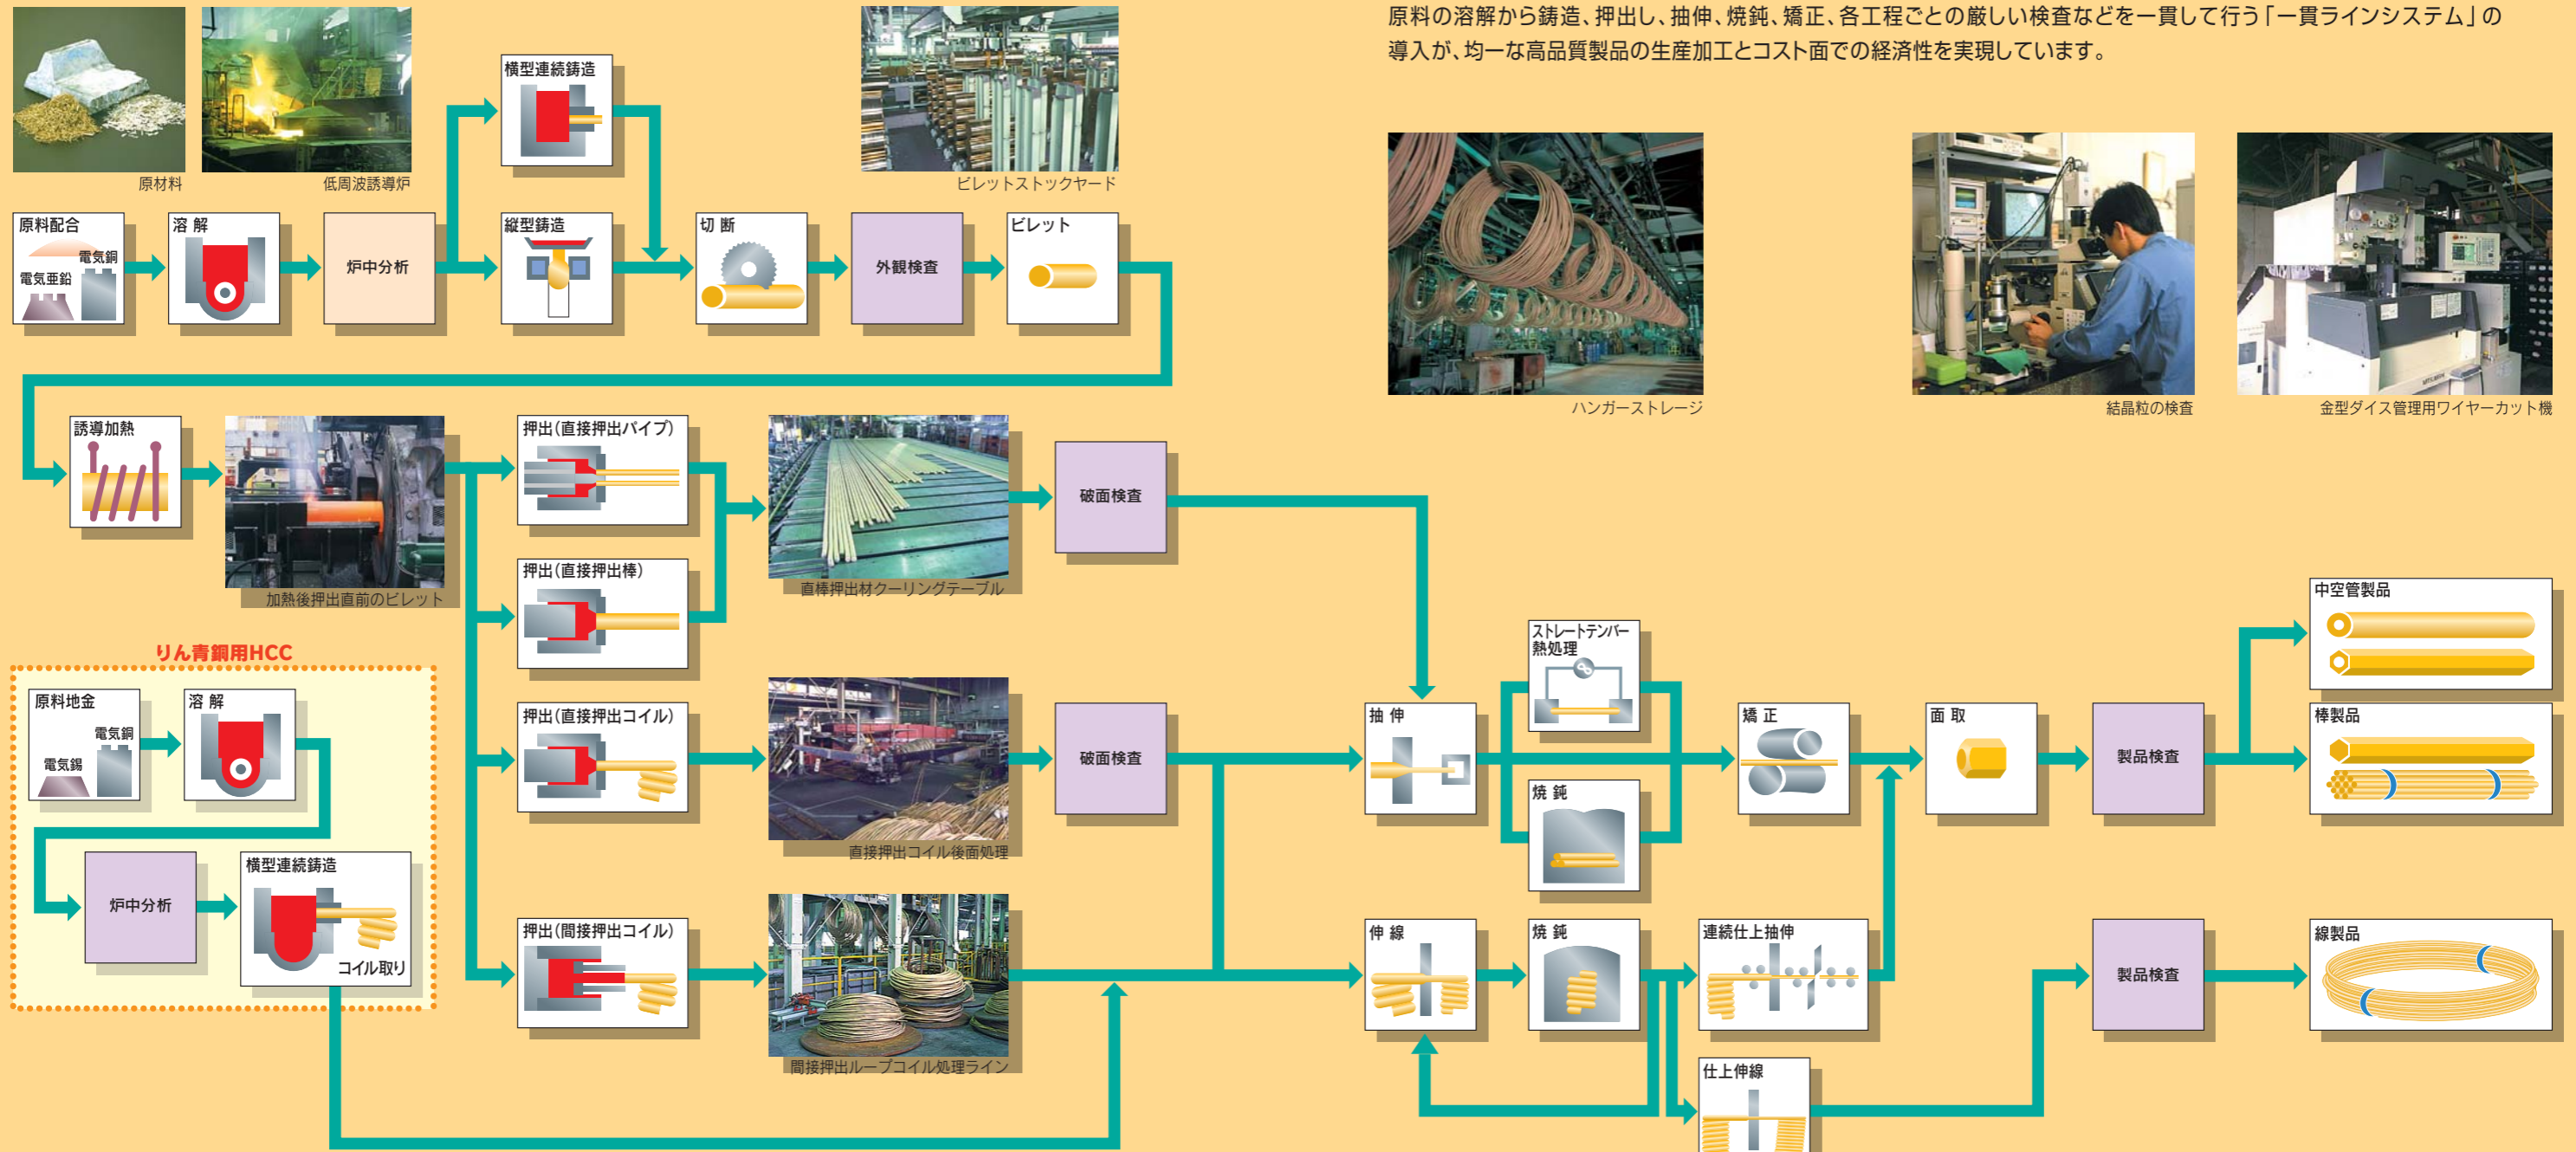 原料の溶解から鋳造、押出し、抽伸、焼鈍、矯正、各工程ごとの厳しい検査などを一貫して行う「一貫ラインシステム」の
導入が、均一な高品質製品の生産加工とコスト面での経済性を実現しています。
原材料
低周波誘導炉
横型連続鋳造
ビレットストックヤード
原料配合
電気銅
電気亜鉛
溶 解
炉中分析
縦型鋳造
切 断
外観検査
ビレット
ハンガーストレージ
結晶粒の検査
金型ダイス管理用ワイヤーカット機
誘導加熱
加熱後押出直前のビレット
押出(直接押出パイプ)
押出(直接押出棒)
直棒押出材クーリングテーブル
破面検査
りん青銅用HCC
原料地金
電気銅
電気錫
溶 解
炉中分析
横型連続鋳造
コイル取り
押出(直接押出コイル)
直接押出コイル後面処理
破面検査
押出(間接押出コイル)
間接押出ループコイル処理ライン
抽 伸
ストレートテンパー
熱処理
焼 鈍
矯 正
面 取
製品検査
中空管製品
棒製品
伸 線
焼 鈍
連続仕上抽伸
仕上伸線
製品検査
線製品